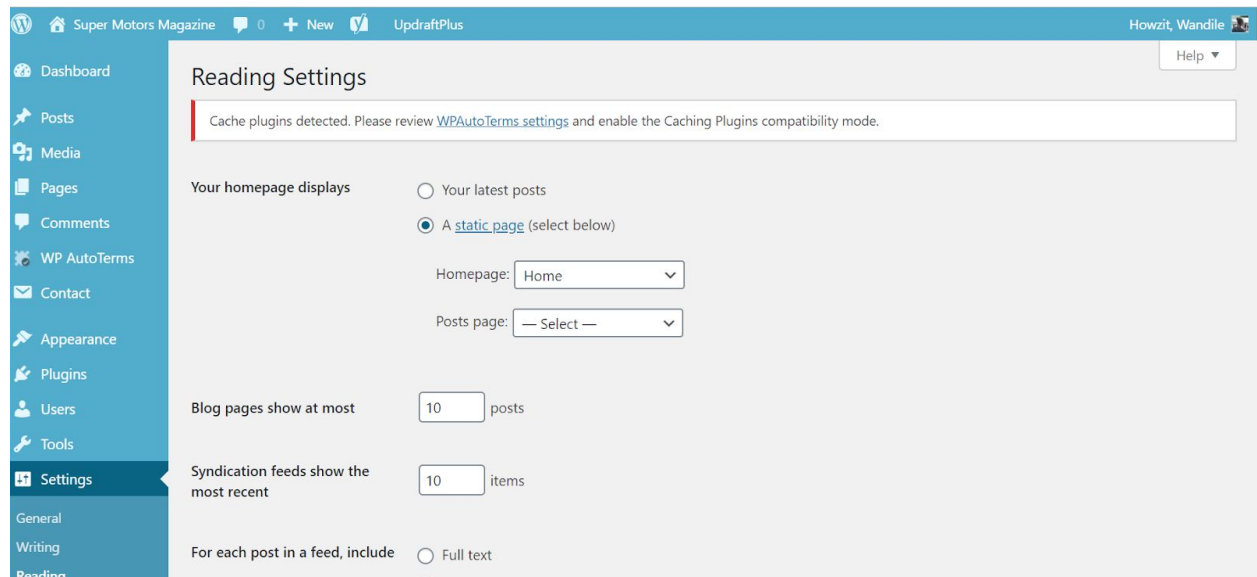 Super Motors Magazine 0 New UpdraftPlus Howzit, Wandile
Help ▼
Dashboard
Posts
Media
Pages
Comments
WP AutoTerms
Contact
Appearance
Plugins
Users
Tools
Settings
General
Writing
Reading
Reading Settings
Cache plugins detected. Please review WPAutoTerms settings and enable the Caching Plugins compatibility mode.
Your homepage displays
Your latest posts
A static page (select below)
Homepage: Home
Posts page: — Select —
Blog pages show at most 10 posts
Syndication feeds show the
most recent
10 items
For each post in a feed, include Full text